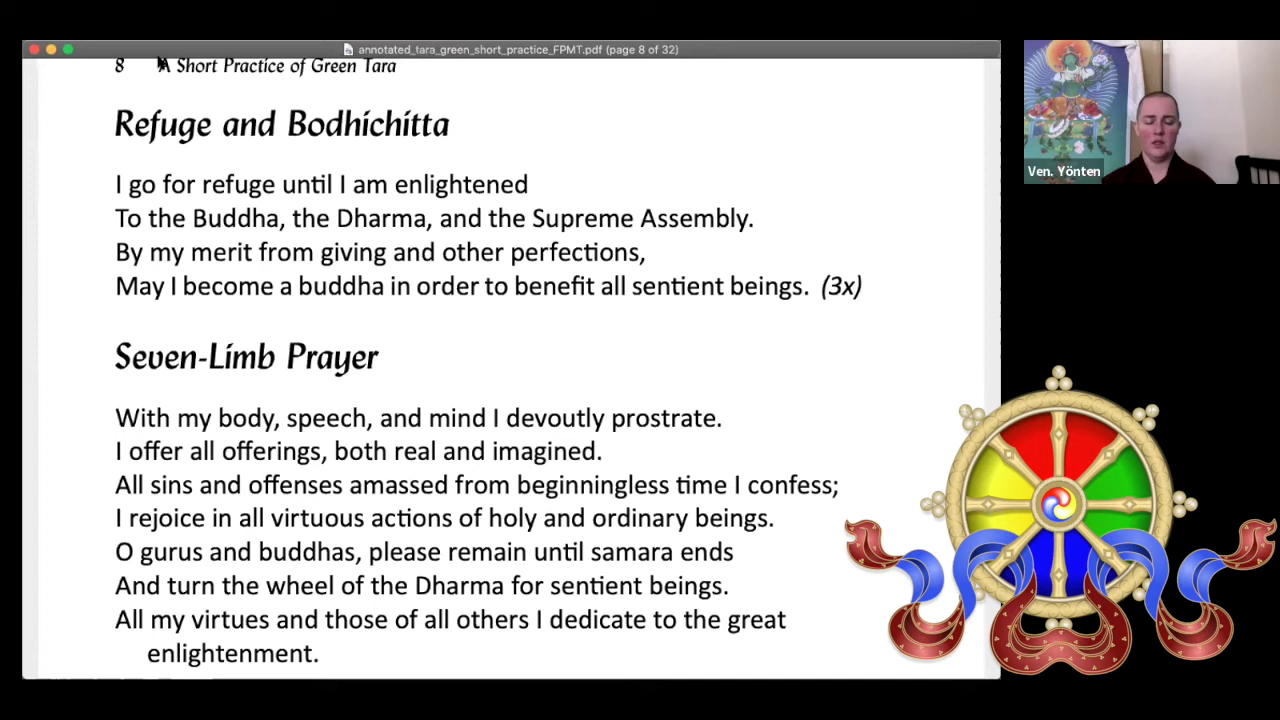 annotated_tara_green_short_practice_FPMT.pdf (page 8 of 32)
8 A Short Practice of Green Tara
Refuge and Bodhichitta
I go for refuge until I am enlightened
To the Buddha, the Dharma, and the Supreme Assembly.
By my merit from giving and other perfections,
May I become a buddha in order to benefit all sentient beings. (3x)
Seven-Limb Prayer
With my body, speech, and mind I devoutly prostrate.
I offer all offerings, both real and imagined.
All sins and offenses amassed from beginningless time I confess;
I rejoice in all virtuous actions of holy and ordinary beings.
O gurus and buddhas, please remain until samara ends
And turn the wheel of the Dharma for sentient beings.
All my virtues and those of all others I dedicate to the great
enlightenment.
Ven. Yönten